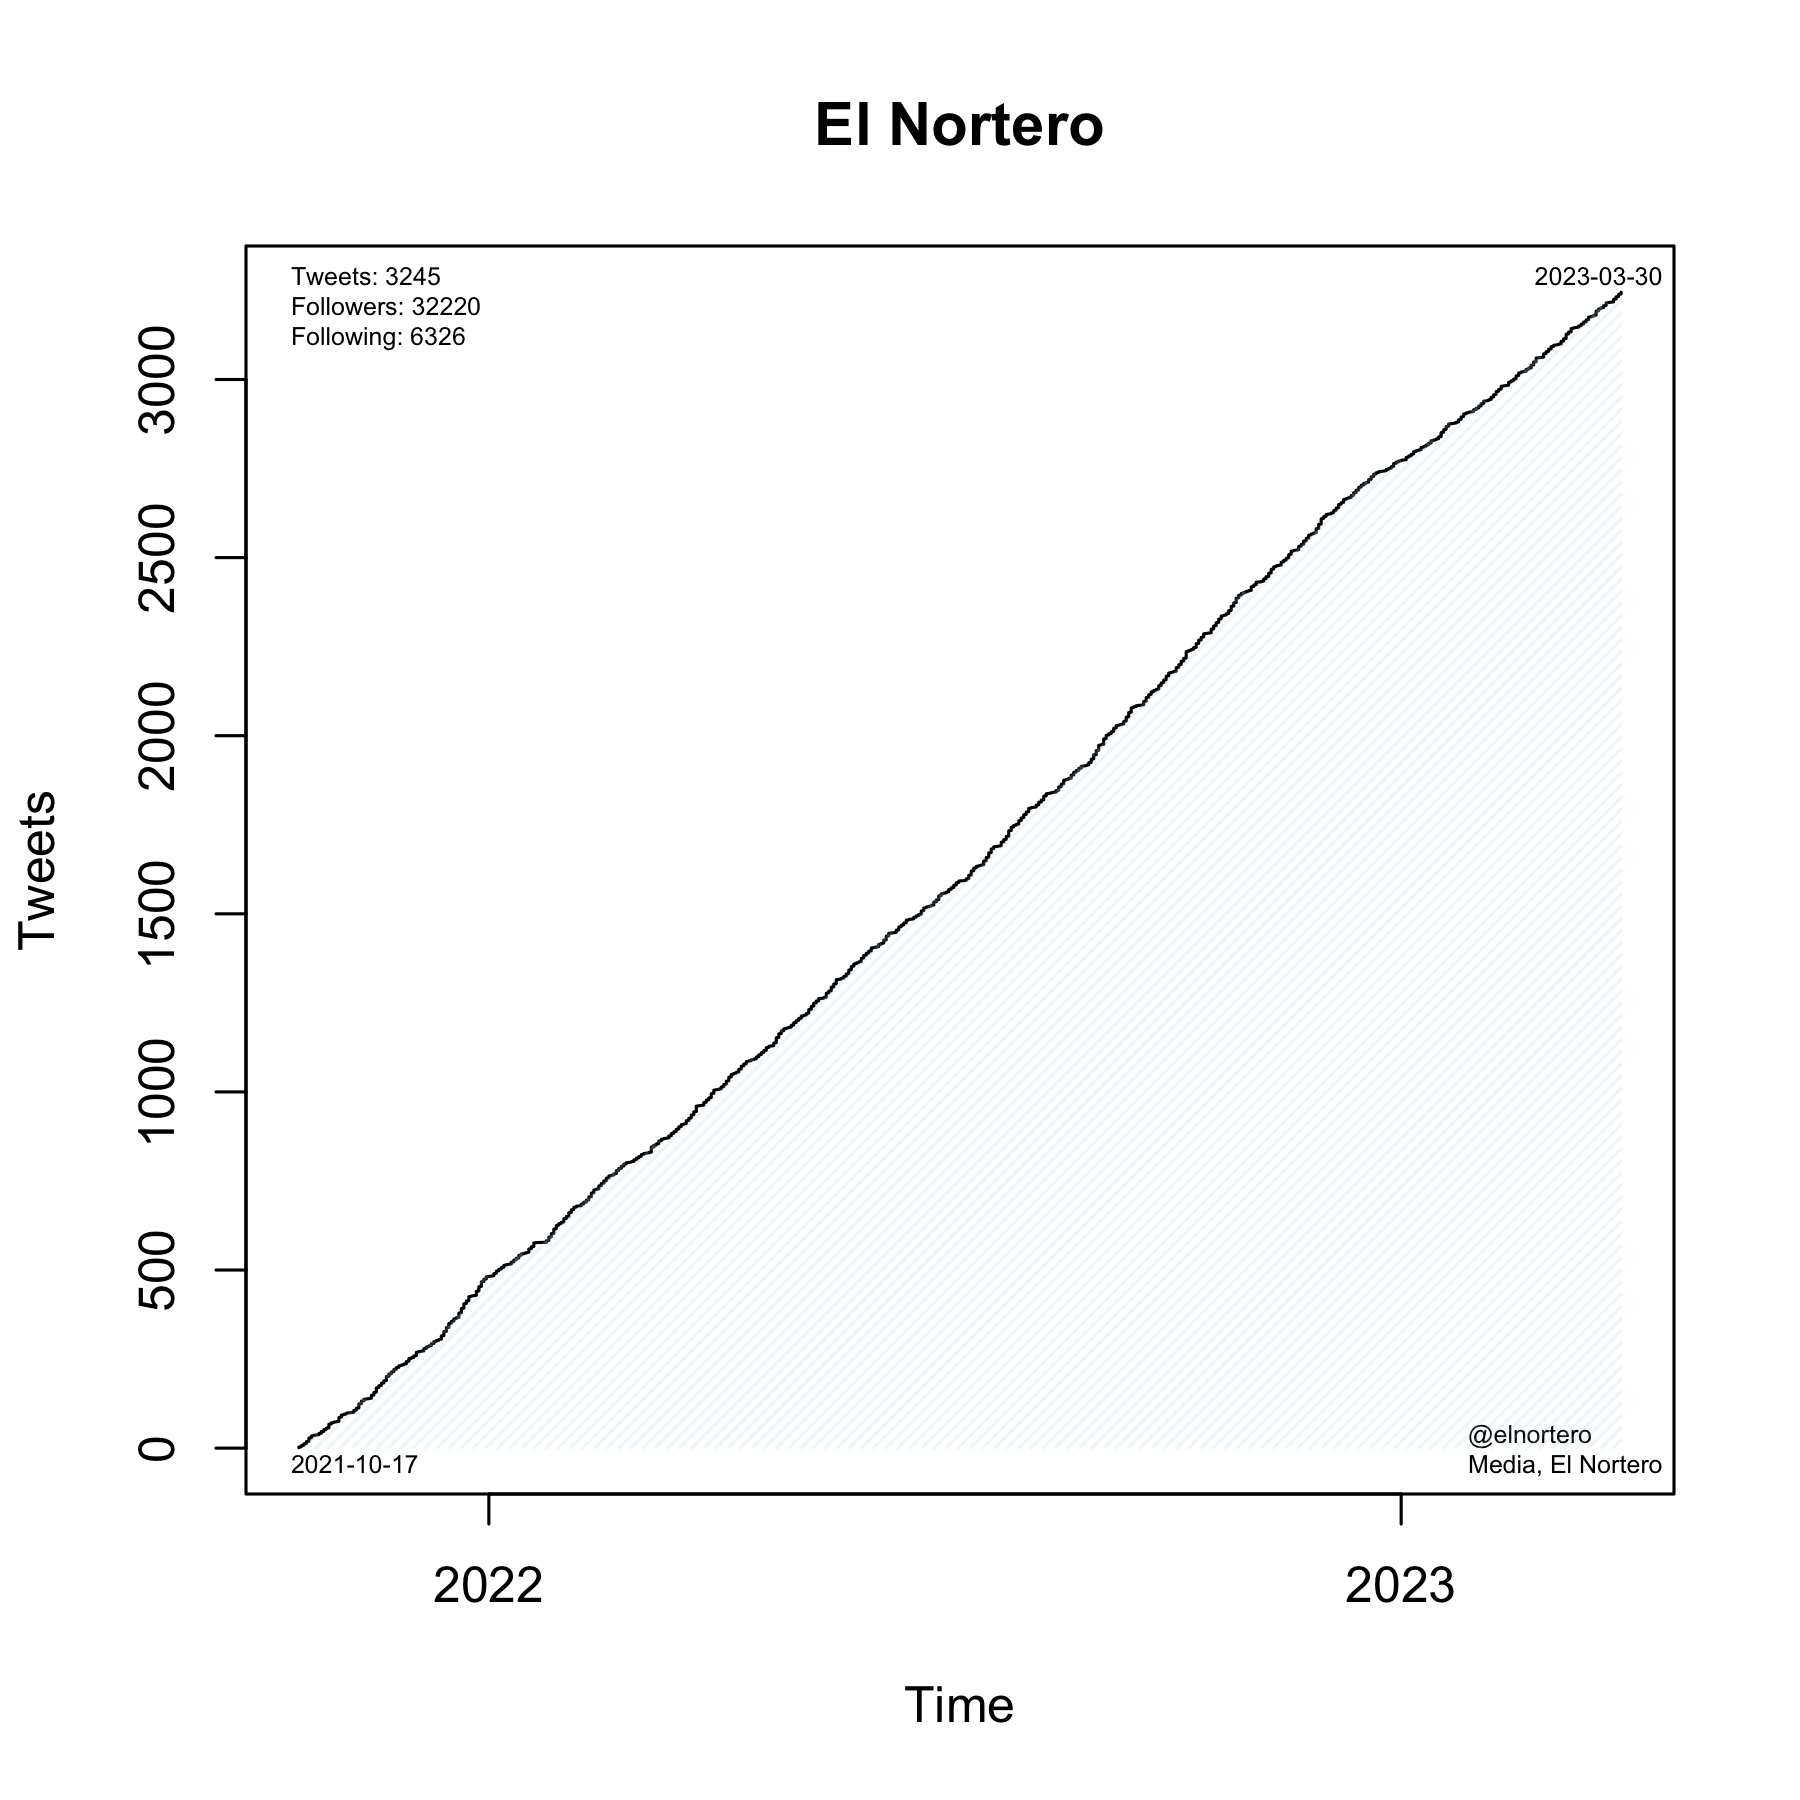 El Nortero
Tweets: 3245
Followers: 32220
Following: 6326
2023-03-30
3000
2500
2000
1500
1000
500
0
Tweets
2021-10-17
@elnortero
Media, El Nortero
2022
2023
Time